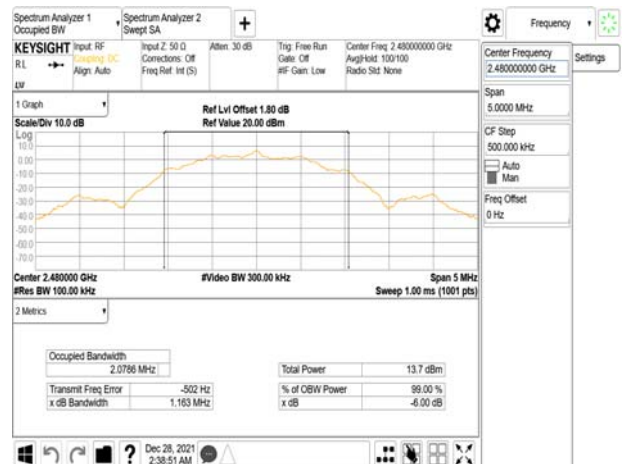 Spectrum Analyzer 1
Occupied BW
Spectrum Analyzer 2
Swept SA
+
Frequency
KEYSIGHT
Input: RF
Coupling: DC
Align: Auto
Input Z: 50 Ω
Corrections: Off
Freq Ref: Int (S)
Atten: 30 dB
Trig: Free Run
Gate: Off
#IF Gain: Low
Center Freq: 2.480000000 GHz
Avg|Hold: 100/100
Radio Std: None
RL
Center Frequency
2.480000000 GHz
Settings
Span
5.0000 MHz
CF Step
500.000 kHz
Auto
Man
Freq Offset
0 Hz
1 Graph
Scale/Div 10.0 dB
Ref Lvl Offset 1.80 dB
Ref Value 20.00 dBm
Log
10.0
0.00
-10.0
-20.0
-30.0
-40.0
-50.0
-60.0
-70.0
Center 2.480000 GHz
#Res BW 100.00 kHz
#Video BW 300.00 kHz
Span 5 MHz
Sweep 1.00 ms (1001 pts)
2 Metrics
Occupied Bandwidth
2.0786 MHz
Total Power 13.7 dBm
Transmit Freq Error -502 Hz
% of OBW Power 99.00 %
x dB Bandwidth 1.163 MHz
x dB -6.00 dB
?
Dec 28, 2021
2:38:51 AM